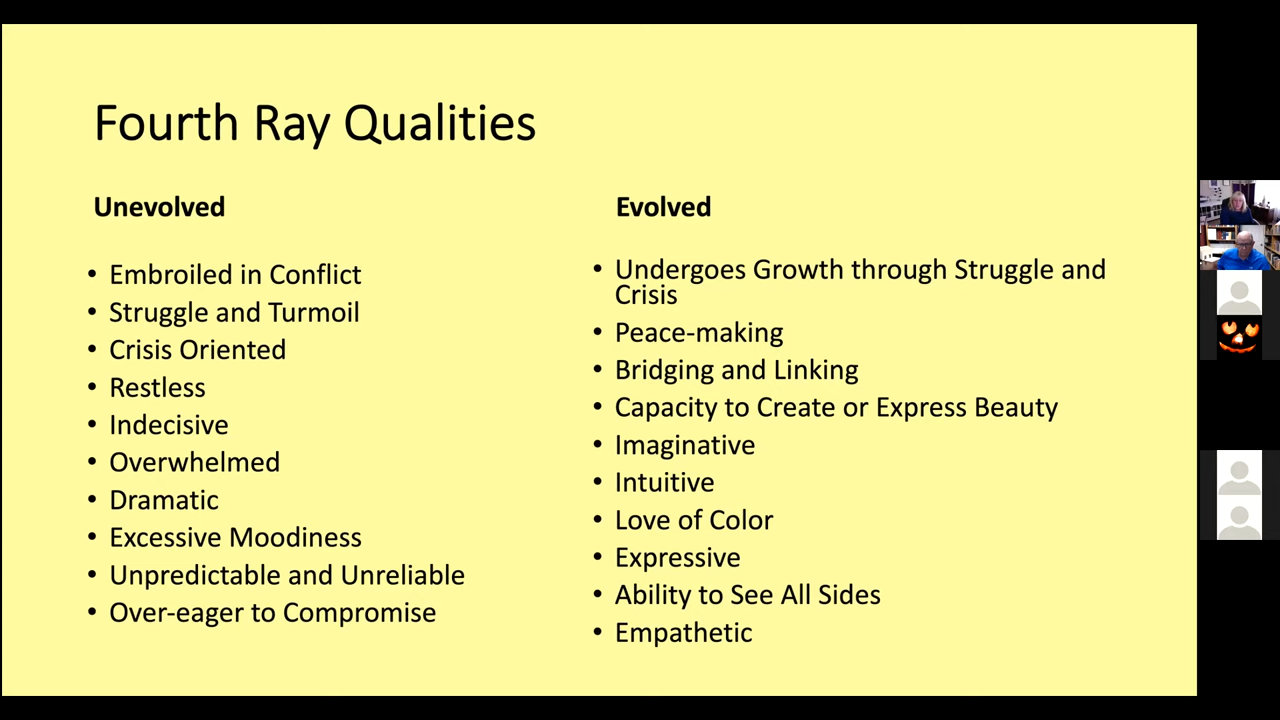 Fourth Ray Qualities
Unevolved
• Embroiled in Conflict
• Struggle and Turmoil
• Crisis Oriented
• Restless
• Indecisive
• Overwhelmed
• Dramatic
• Excessive Moodiness
• Unpredictable and Unreliable
• Over-eager to Compromise
Evolved
• Undergoes Growth through Struggle and
Crisis
• Peace-making
• Bridging and Linking
• Capacity to Create or Express Beauty
• Imaginative
• Intuitive
• Love of Color
• Expressive
• Ability to See All Sides
• Empathetic